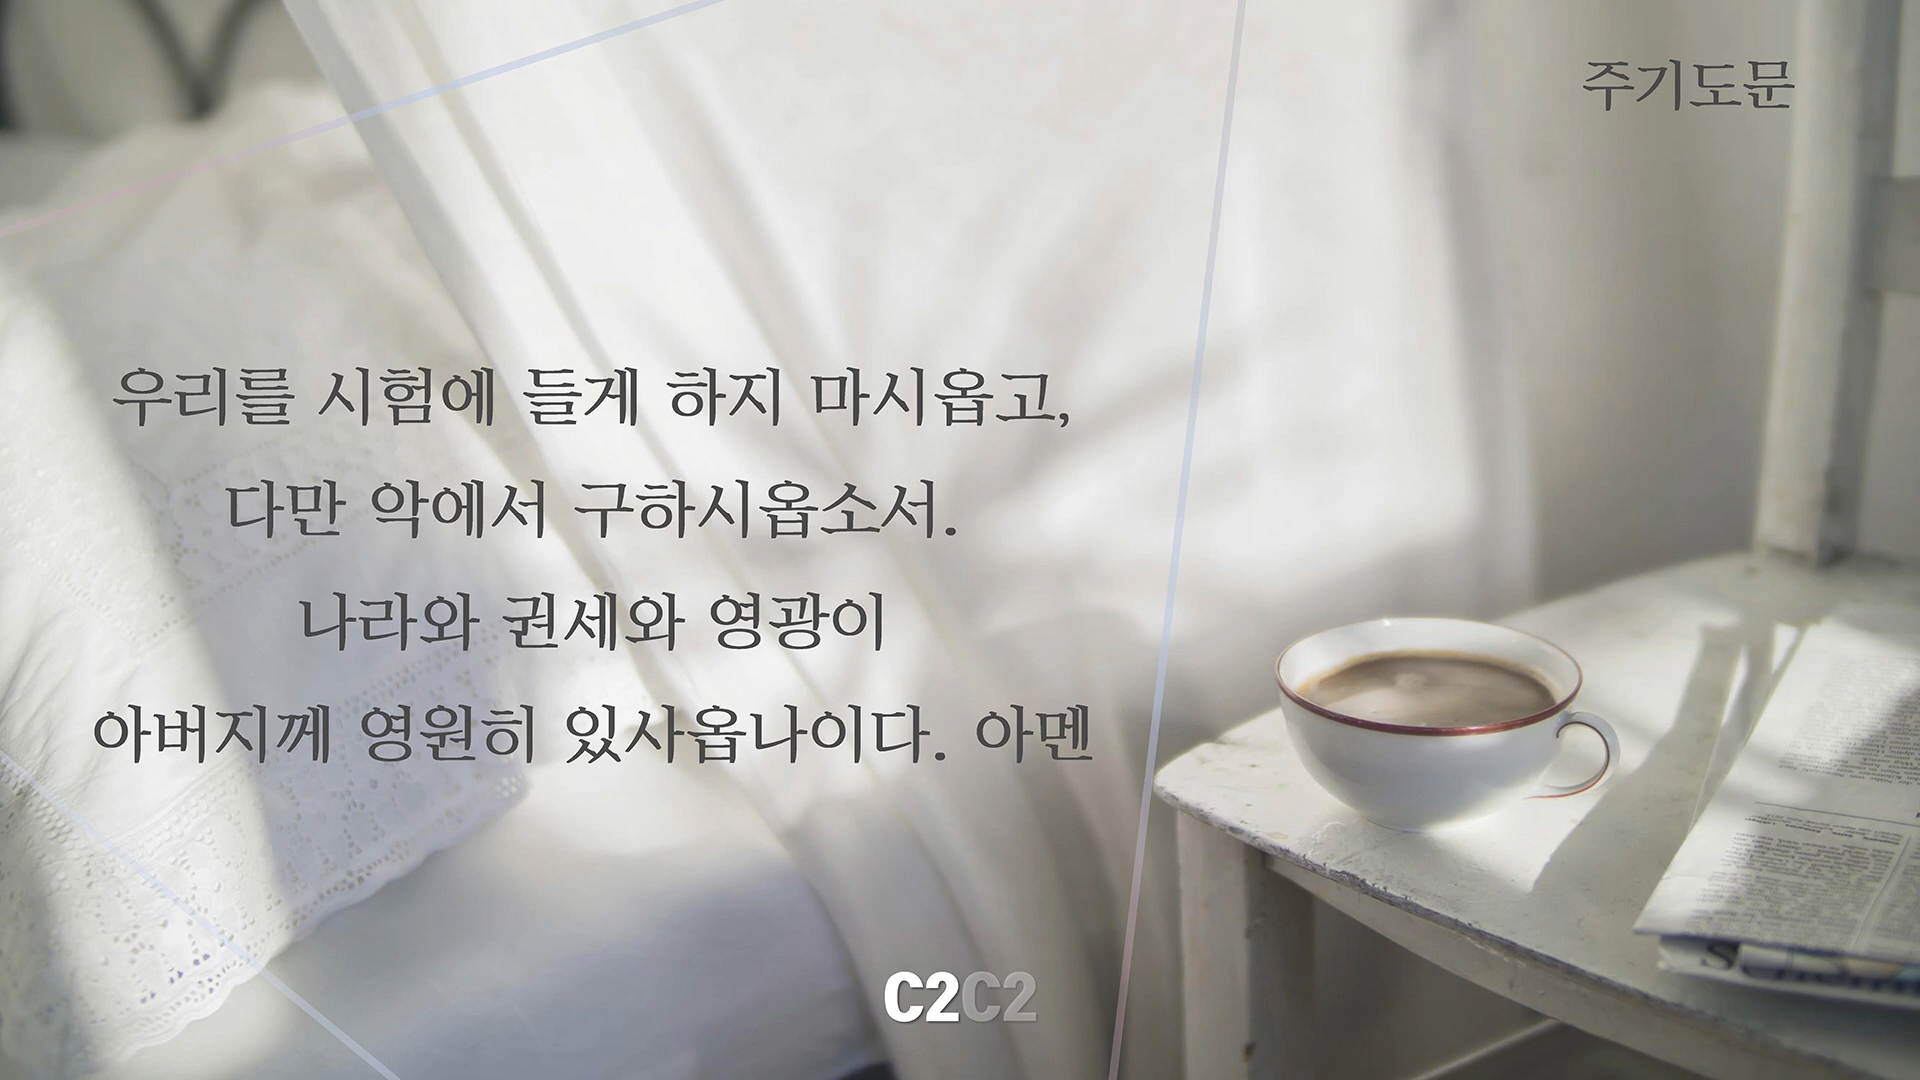 주기도문
우리를 시험에 들게 하지 마시옵고,
다만 악에서 구하시옵소서.
나라와 권세와 영광이
아버지께 영원히 있사옵나이다. 아멘
C2C2